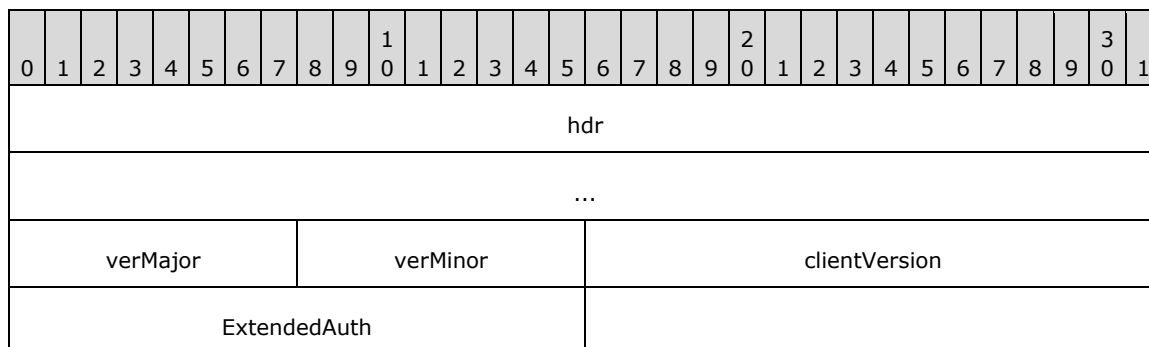 1 2 3
0 1 2 3 4 5 6 7 8 9 0 1 2 3 4 5 6 7 8 9 0 1 2 3 4 5 6 7 8 9 0 1
hdr
...
verMajor verMinor clientVersion
ExtendedAuth